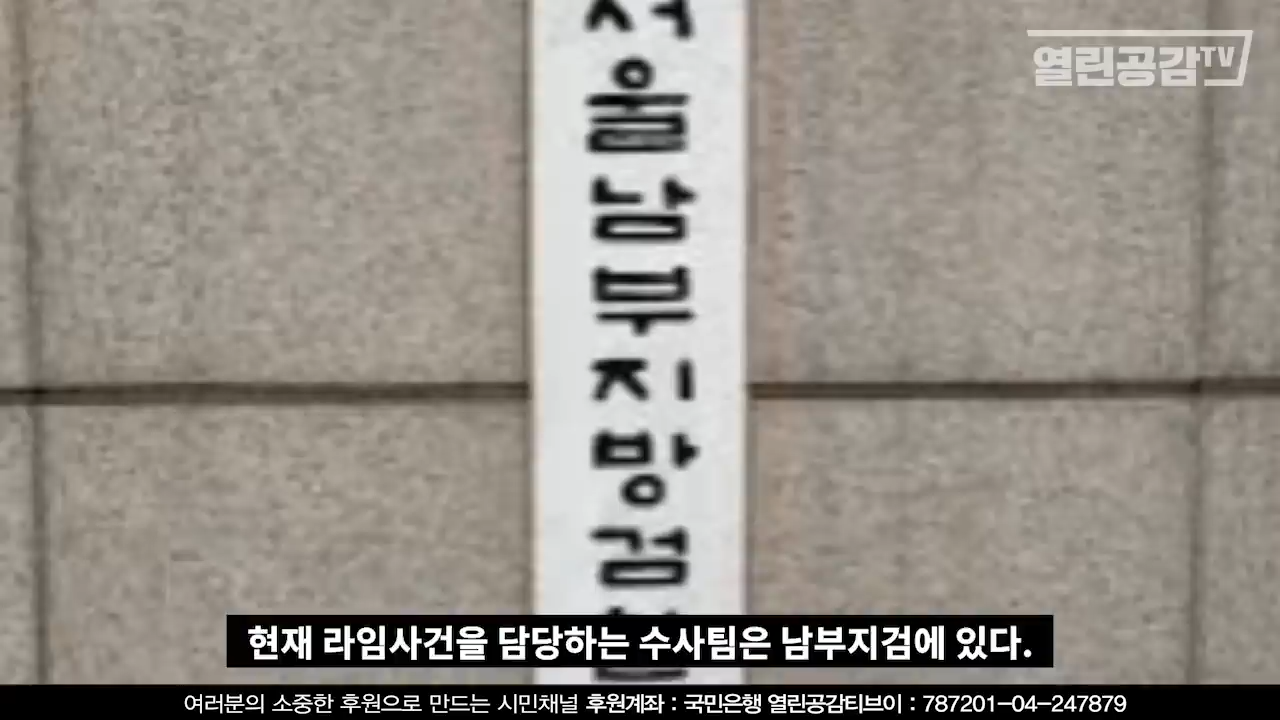 열린공감TV
서울남부지방검
현재 라임사건을 담당하는 수사팀은 남부지검에 있다.
여러분의 소중한 후원으로 만드는 시민채널 후원계좌 : 국민은행 열린공감티브이 : 787201-04-247879